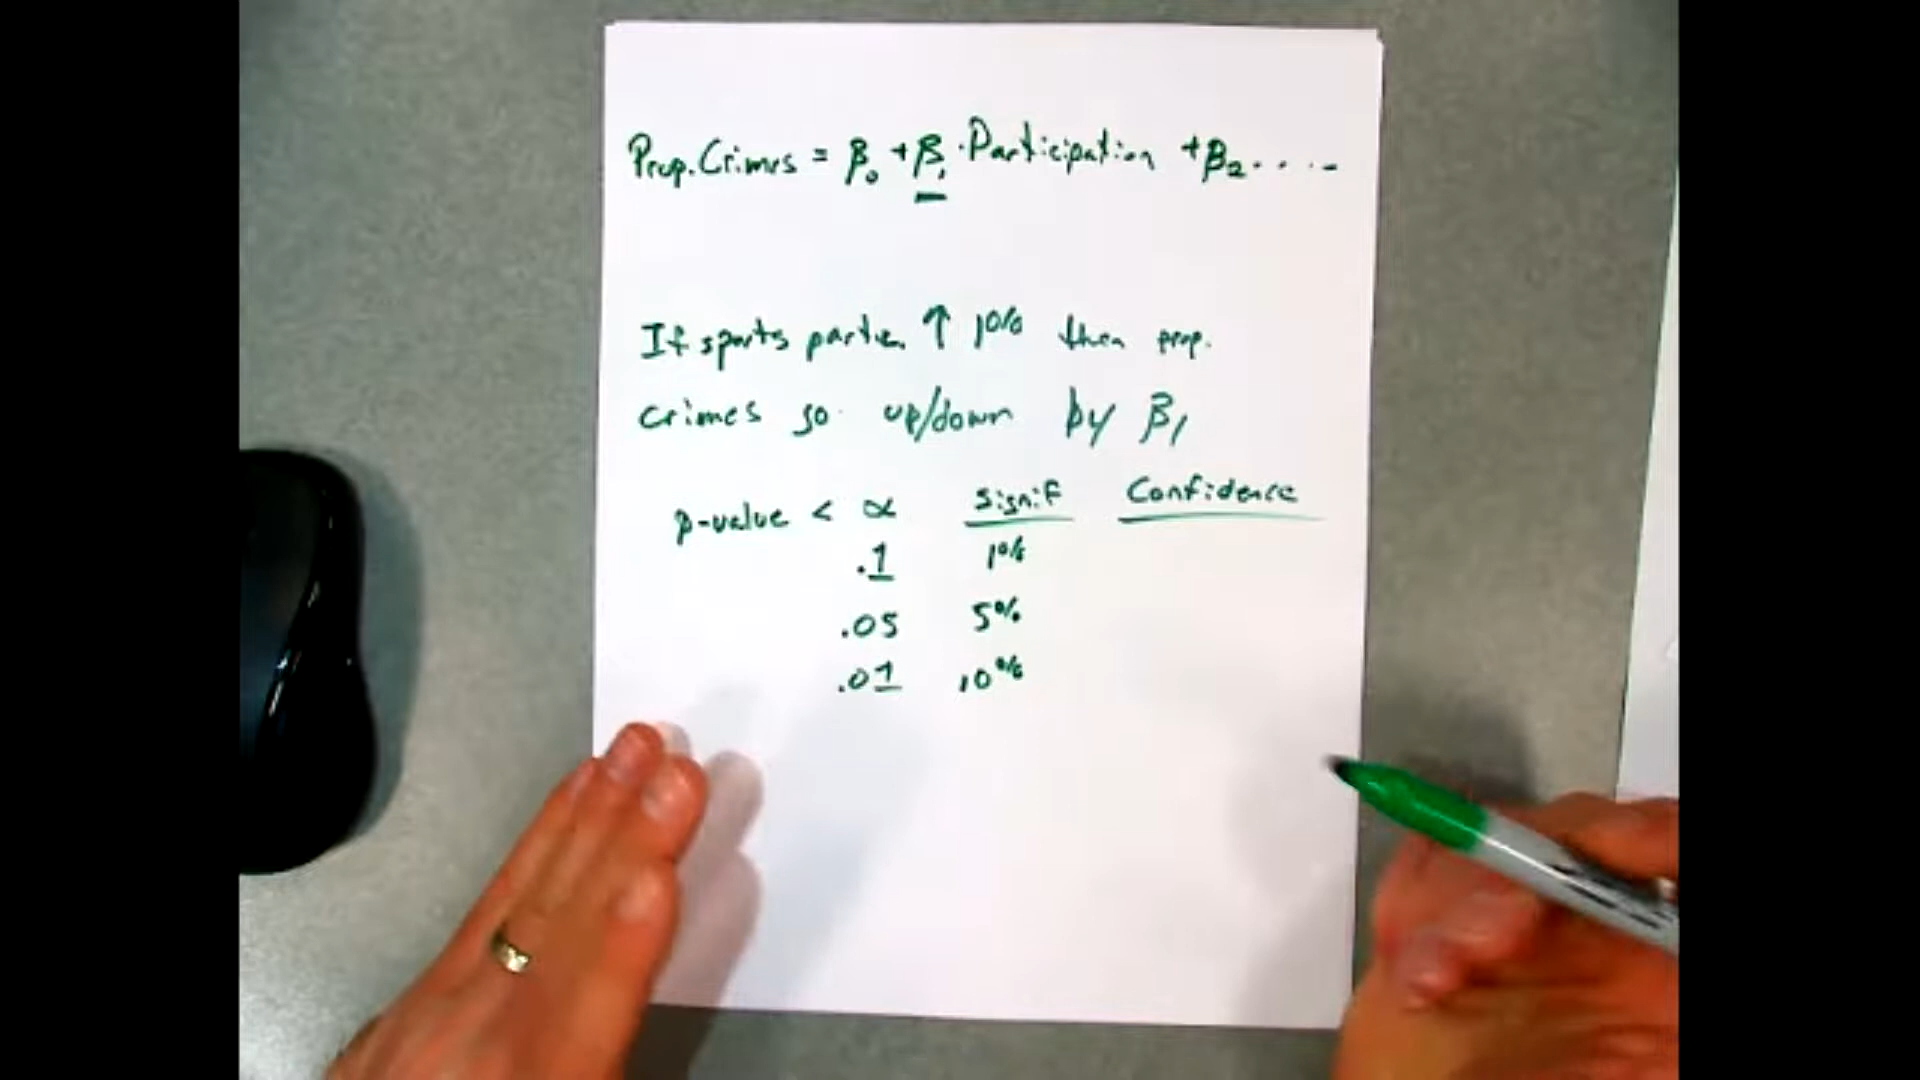 Prop. Crimes = β₀ + β₁ · Participation + β₂ . . . .
If sports partic. ↑ 1% then prop.
crimes go up/down by β₁
p-value < α Signif Confidence
.1 1%
.05 5%
.01 10%